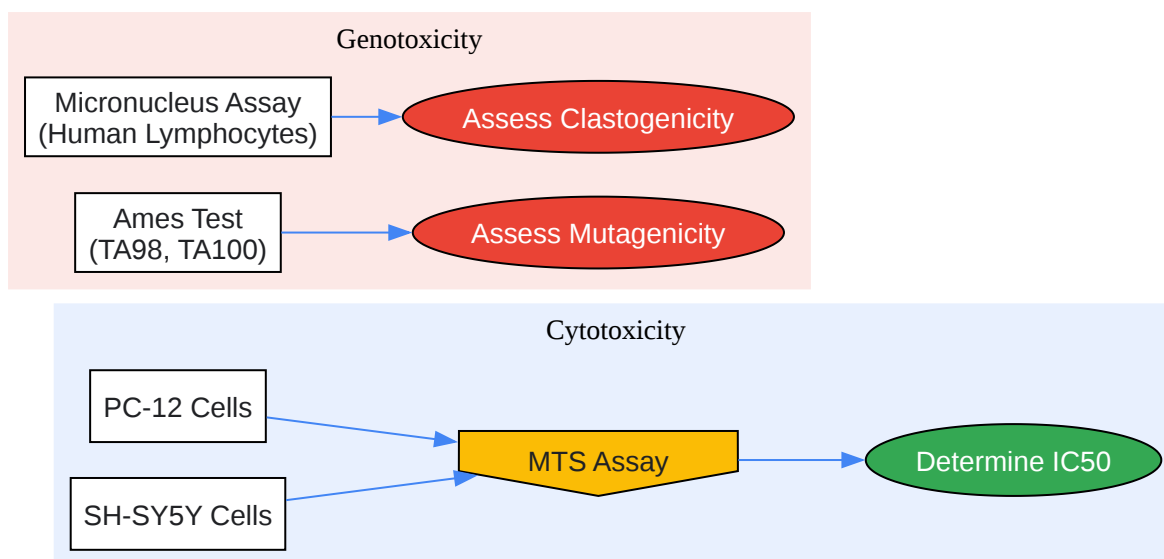 Genotoxicity
Micronucleus Assay
(Human Lymphocytes)
Assess Clastogenicity
Ames Test
(TA98, TA100)
Assess Mutagenicity
Cytotoxicity
PC-12 Cells
SH-SY5Y Cells
MTS Assay
Determine IC50